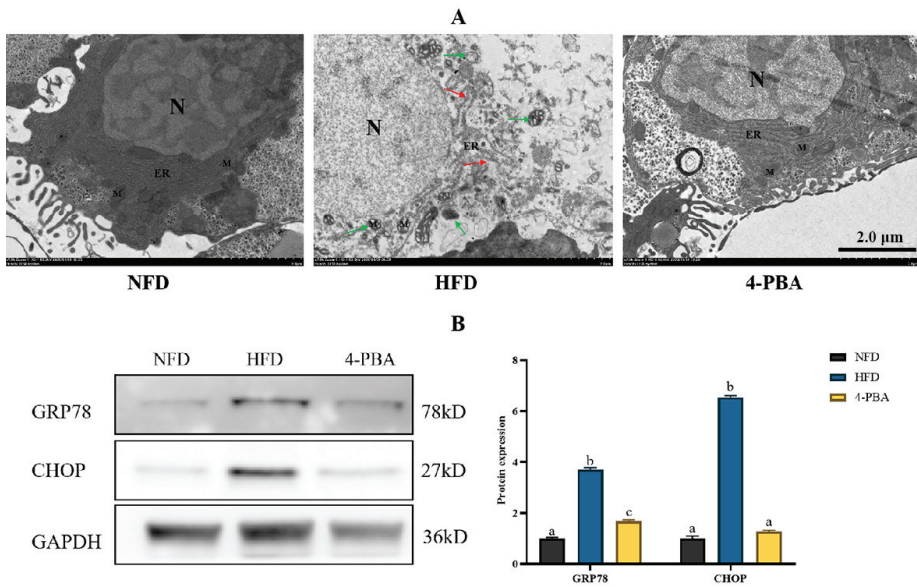 A
N
ER
M
M
N
ER
M
M
N
ER
M
M
2.0 μm
NFD
HFD
4-PBA
B
NFD HFD 4-PBA
GRP78 78kD
CHOP 27kD
GAPDH 36kD
Protein expression
8
6
4
2
0
a b c
a b a
GRP78 CHOP
NFD
HFD
4-PBA